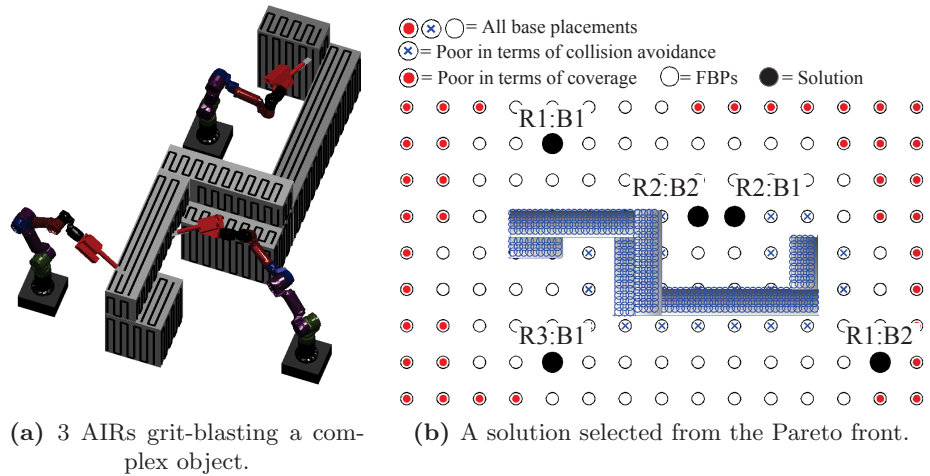 = All base placements
= Poor in terms of collision avoidance
= Poor in terms of coverage = FBPs = Solution
R1:B1
R2:B2 R2:B1
R3:B1 R1:B2
(a) 3 AIRs grit-blasting a com-
plex object.
(b) A solution selected from the Pareto front.